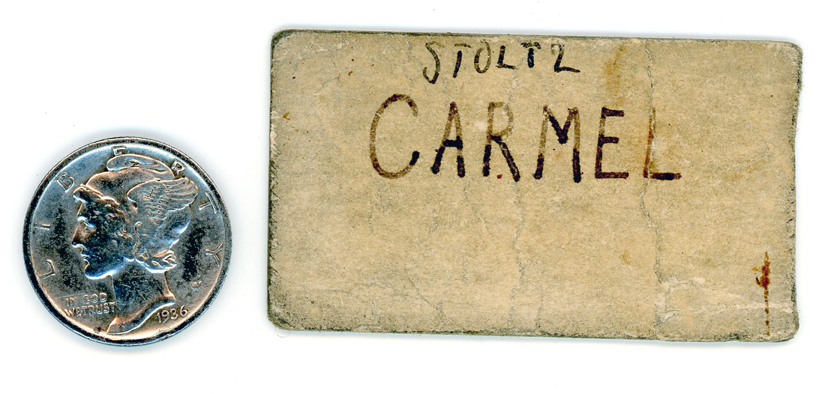 STOLTZ
CARMEL
LIBERTY
IN GOD
WE TRUST
1936